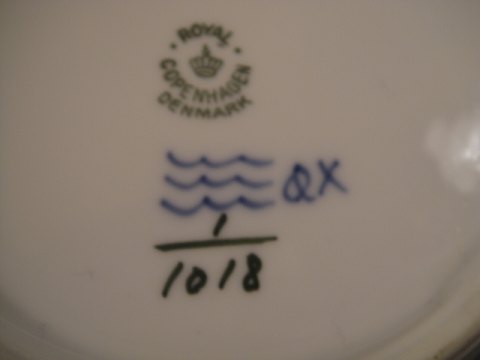 ROYAL
COPENHAGEN
DENMARK
QX
1
1018